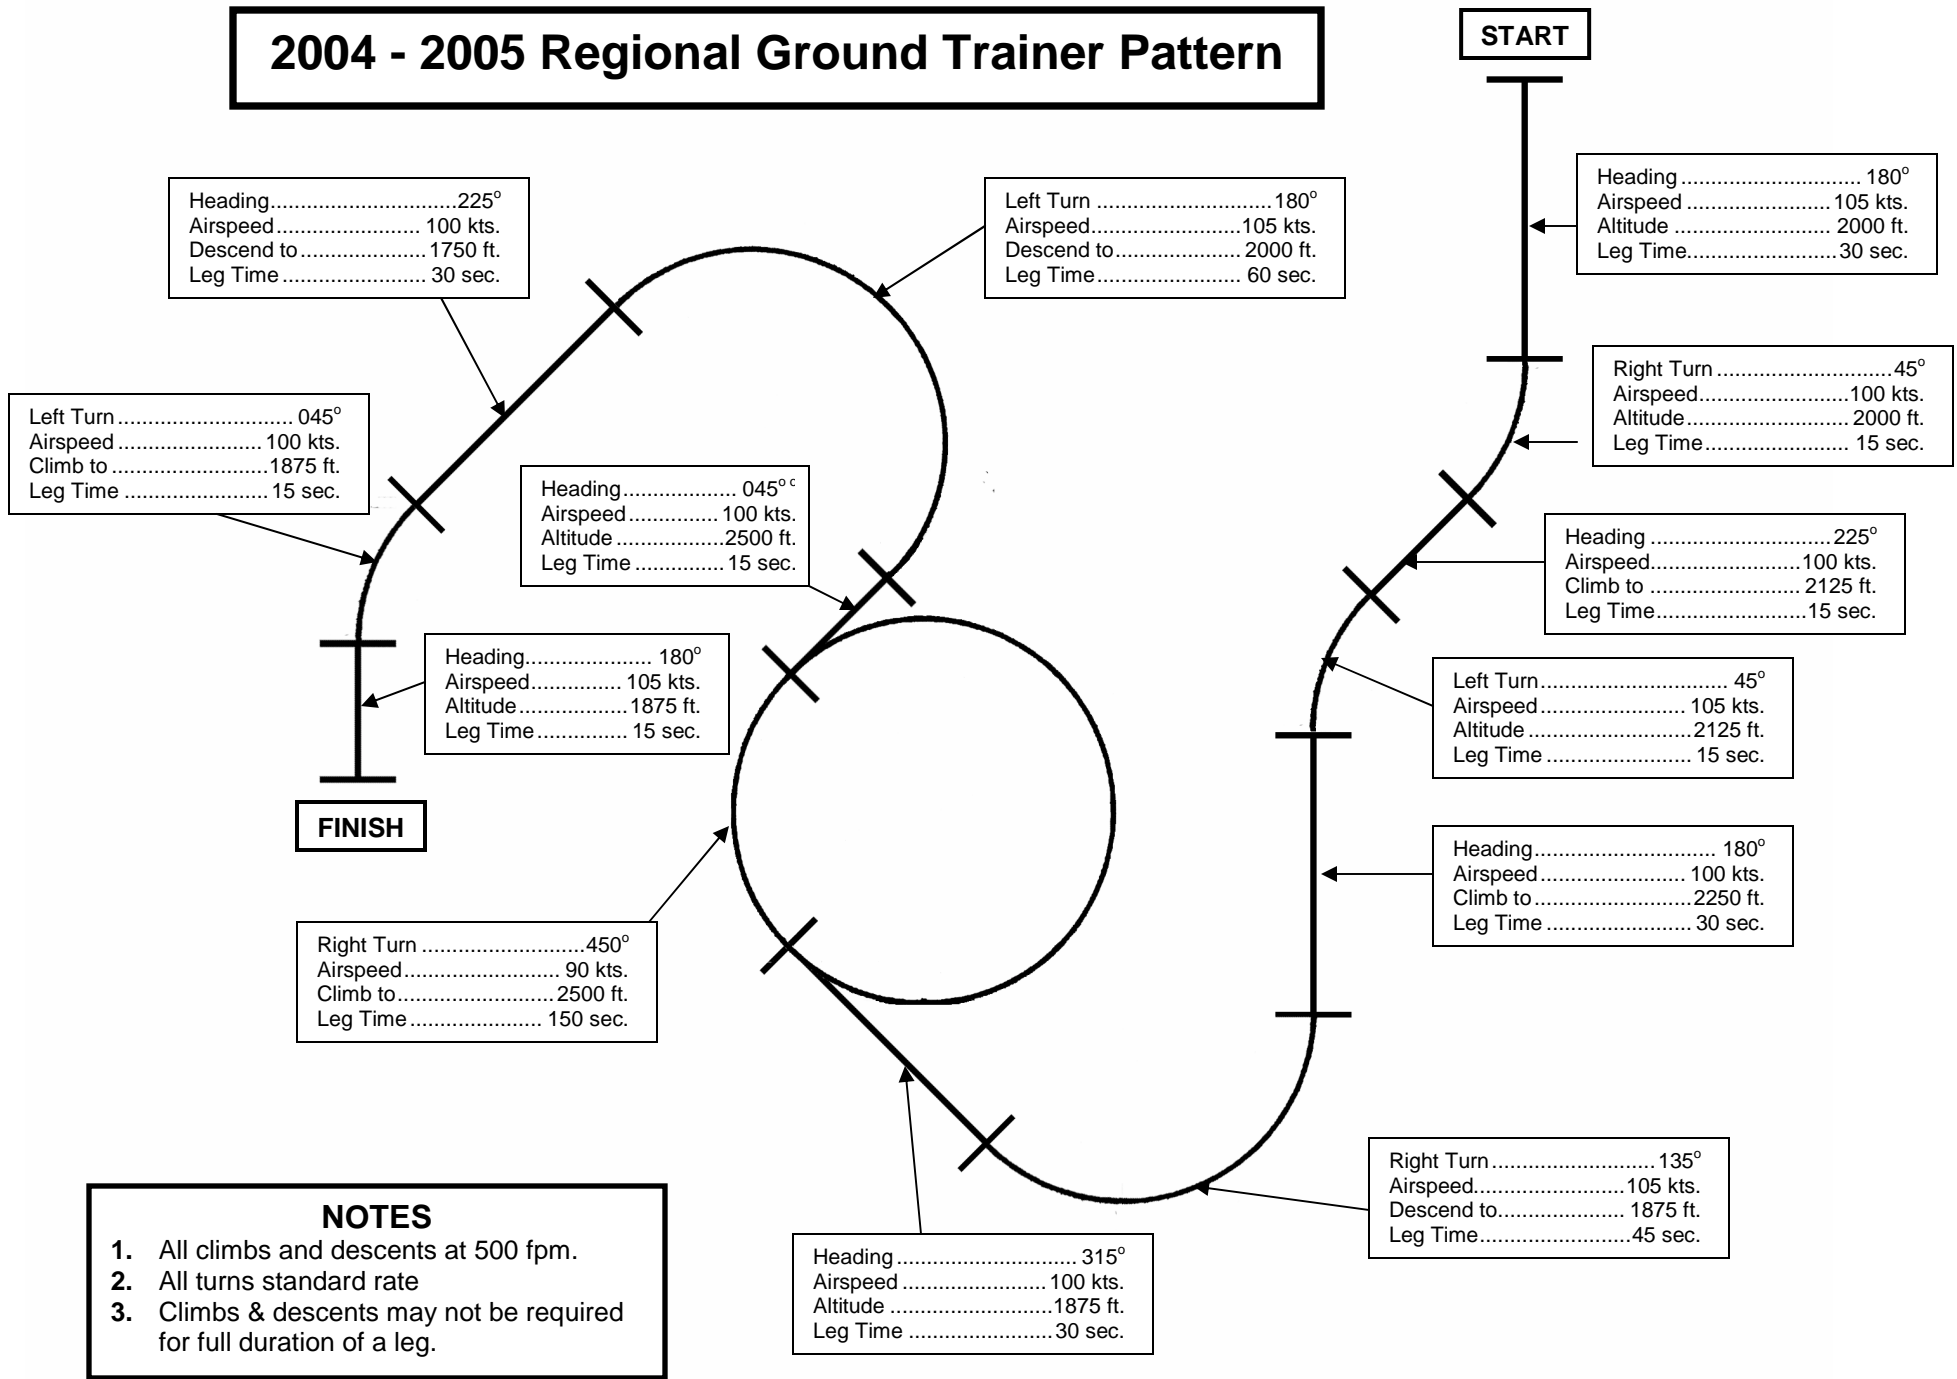 2004 - 2005 Regional Ground Trainer Pattern
START
Heading .............................. 180°
Airspeed ........................ 105 kts.
Altitude .......................... 2000 ft.
Leg Time......................... 30 sec.
Right Turn ............................. 45°
Airspeed......................... 100 kts.
Altitude ........................... 2000 ft.
Leg Time........................ 15 sec.
Heading .............................. 225°
Airspeed..........................100 kts.
Climb to ......................... 2125 ft.
Leg Time.........................15 sec.
Left Turn............................... 45°
Airspeed ........................ 105 kts.
Altitude ...........................2125 ft.
Leg Time ........................ 15 sec.
Heading.............................. 180°
Airspeed ........................ 100 kts.
Climb to..........................2250 ft.
Leg Time ........................ 30 sec.
Right Turn ........................... 135°
Airspeed.........................105 kts.
Descend to..................... 1875 ft.
Leg Time.........................45 sec.
Heading .............................. 315°
Airspeed ........................ 100 kts.
Altitude ...........................1875 ft.
Leg Time ........................ 30 sec.
Right Turn ...........................450°
Airspeed.......................... 90 kts.
Climb to..........................2500 ft.
Leg Time ...................... 150 sec.
Heading................... 045° º
Airspeed............... 100 kts.
Altitude .................. 2500 ft.
Leg Time ............... 15 sec.
Left Turn .............................180°
Airspeed.........................105 kts.
Descend to..................... 2000 ft.
Leg Time........................ 60 sec.
Heading...............................225°
Airspeed........................ 100 kts.
Descend to..................... 1750 ft.
Leg Time ........................ 30 sec.
Left Turn ............................. 045°
Airspeed ........................ 100 kts.
Climb to ..........................1875 ft.
Leg Time ........................ 15 sec.
Heading..................... 180°
Airspeed............... 105 kts.
Altitude..................1875 ft.
Leg Time............... 15 sec.
FINISH
NOTES
1. All climbs and descents at 500 fpm.
2. All turns standard rate
3. Climbs & descents may not be required
for full duration of a leg.